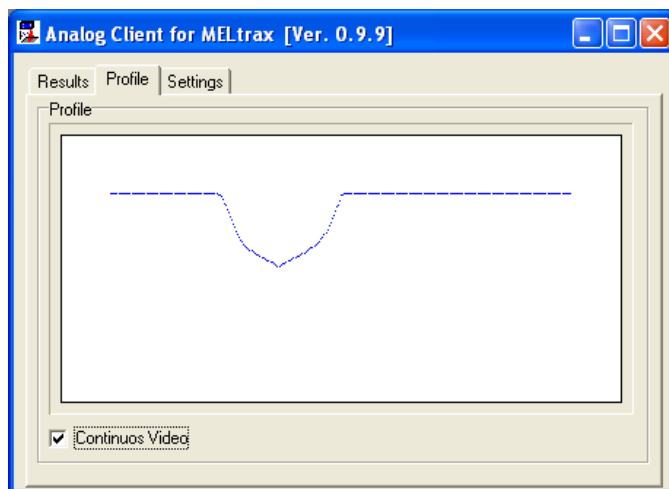 Analog Client for MELtrax [Ver. 0.9.9]
Results Profile Settings
Profile
Continuos Video